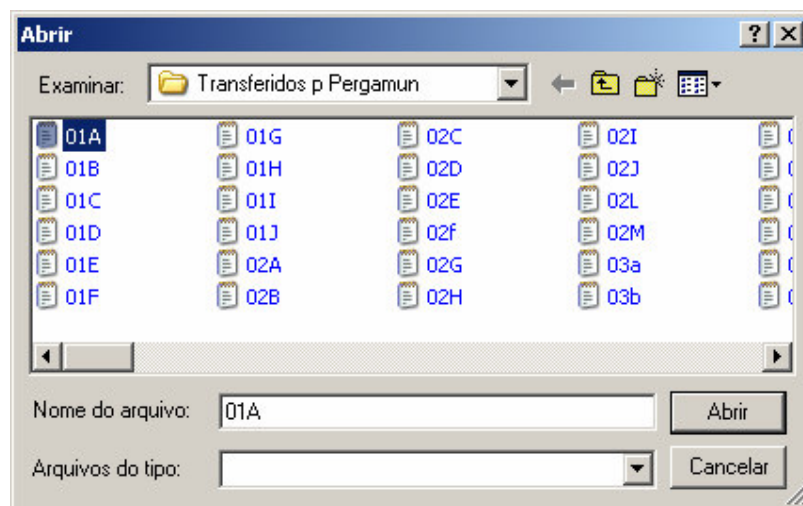 Abrir
Examinar: Transferidos p Pergamun
01A 01G 02C 02I
01B 01H 02D 02J
01C 01I 02E 02L
01D 01J 02f 02M
01E 02A 02G 03a
01F 02B 02H 03b
Nome do arquivo: 01A Abrir
Arquivos do tipo: Cancelar